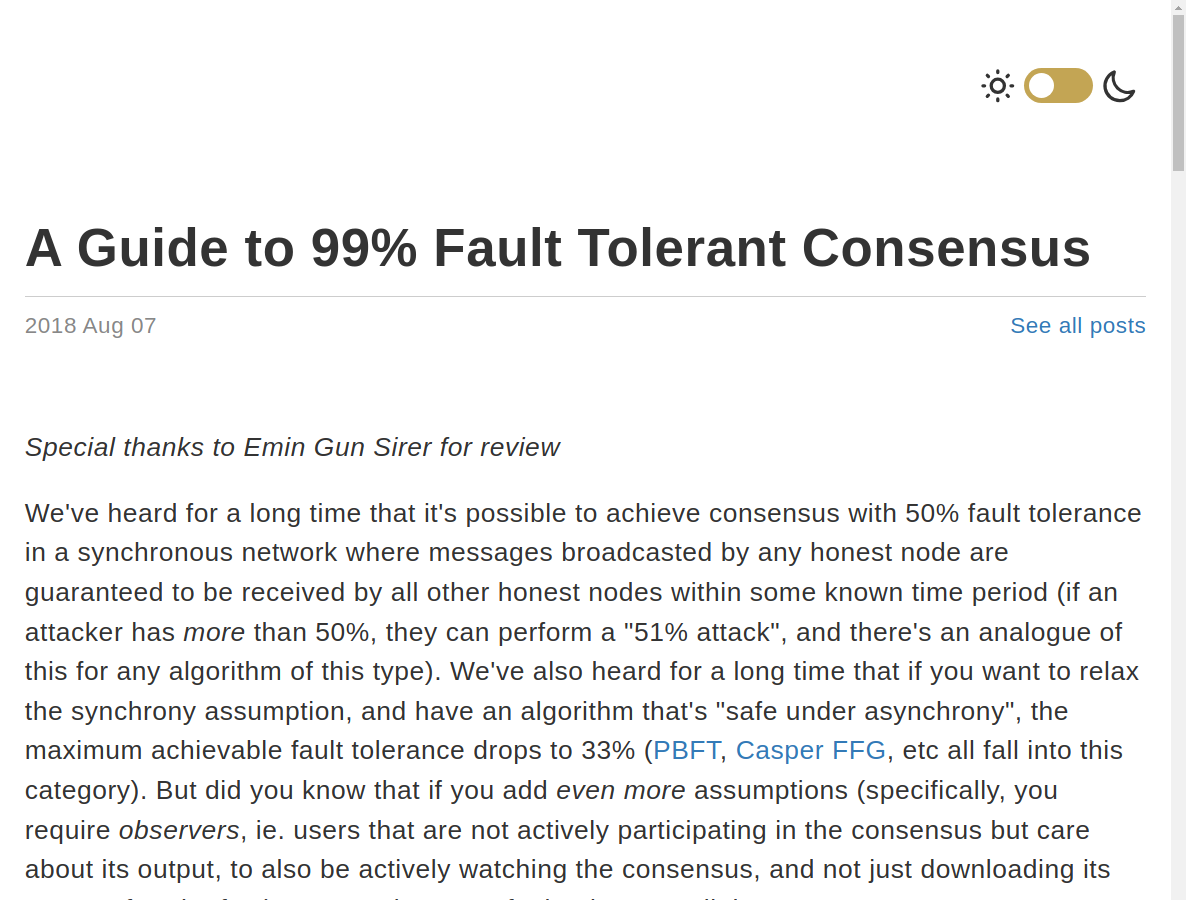 A Guide to 99% Fault Tolerant Consensus
2018 Aug 07
See all posts
Special thanks to Emin Gun Sirer for review
We've heard for a long time that it's possible to achieve consensus with 50% fault tolerance
in a synchronous network where messages broadcasted by any honest node are
guaranteed to be received by all other honest nodes within some known time period (if an
attacker has more than 50%, they can perform a "51% attack", and there's an analogue of
this for any algorithm of this type). We've also heard for a long time that if you want to relax
the synchrony assumption, and have an algorithm that's "safe under asynchrony", the
maximum achievable fault tolerance drops to 33% (PBFT, Casper FFG, etc all fall into this
category). But did you know that if you add even more assumptions (specifically, you
require observers, ie. users that are not actively participating in the consensus but care
about its output, to also be actively watching the consensus, and not just downloading its